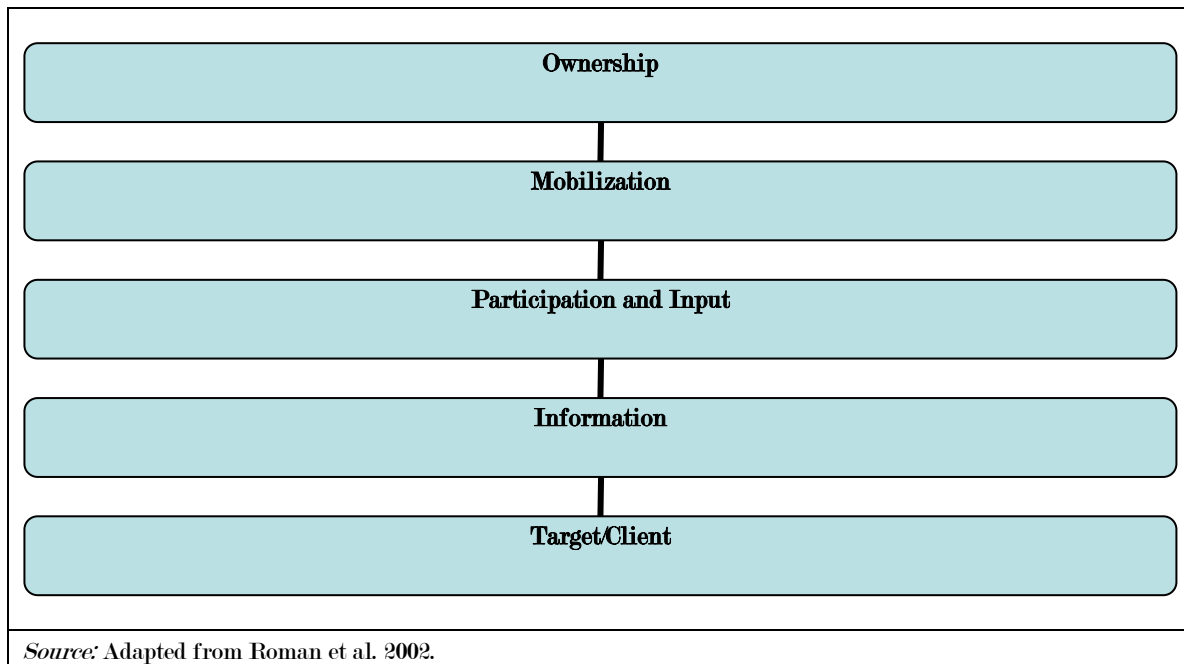 Ownership
Mobilization
Participation and Input
Information
Target/Client
Source: Adapted from Roman et al. 2002.